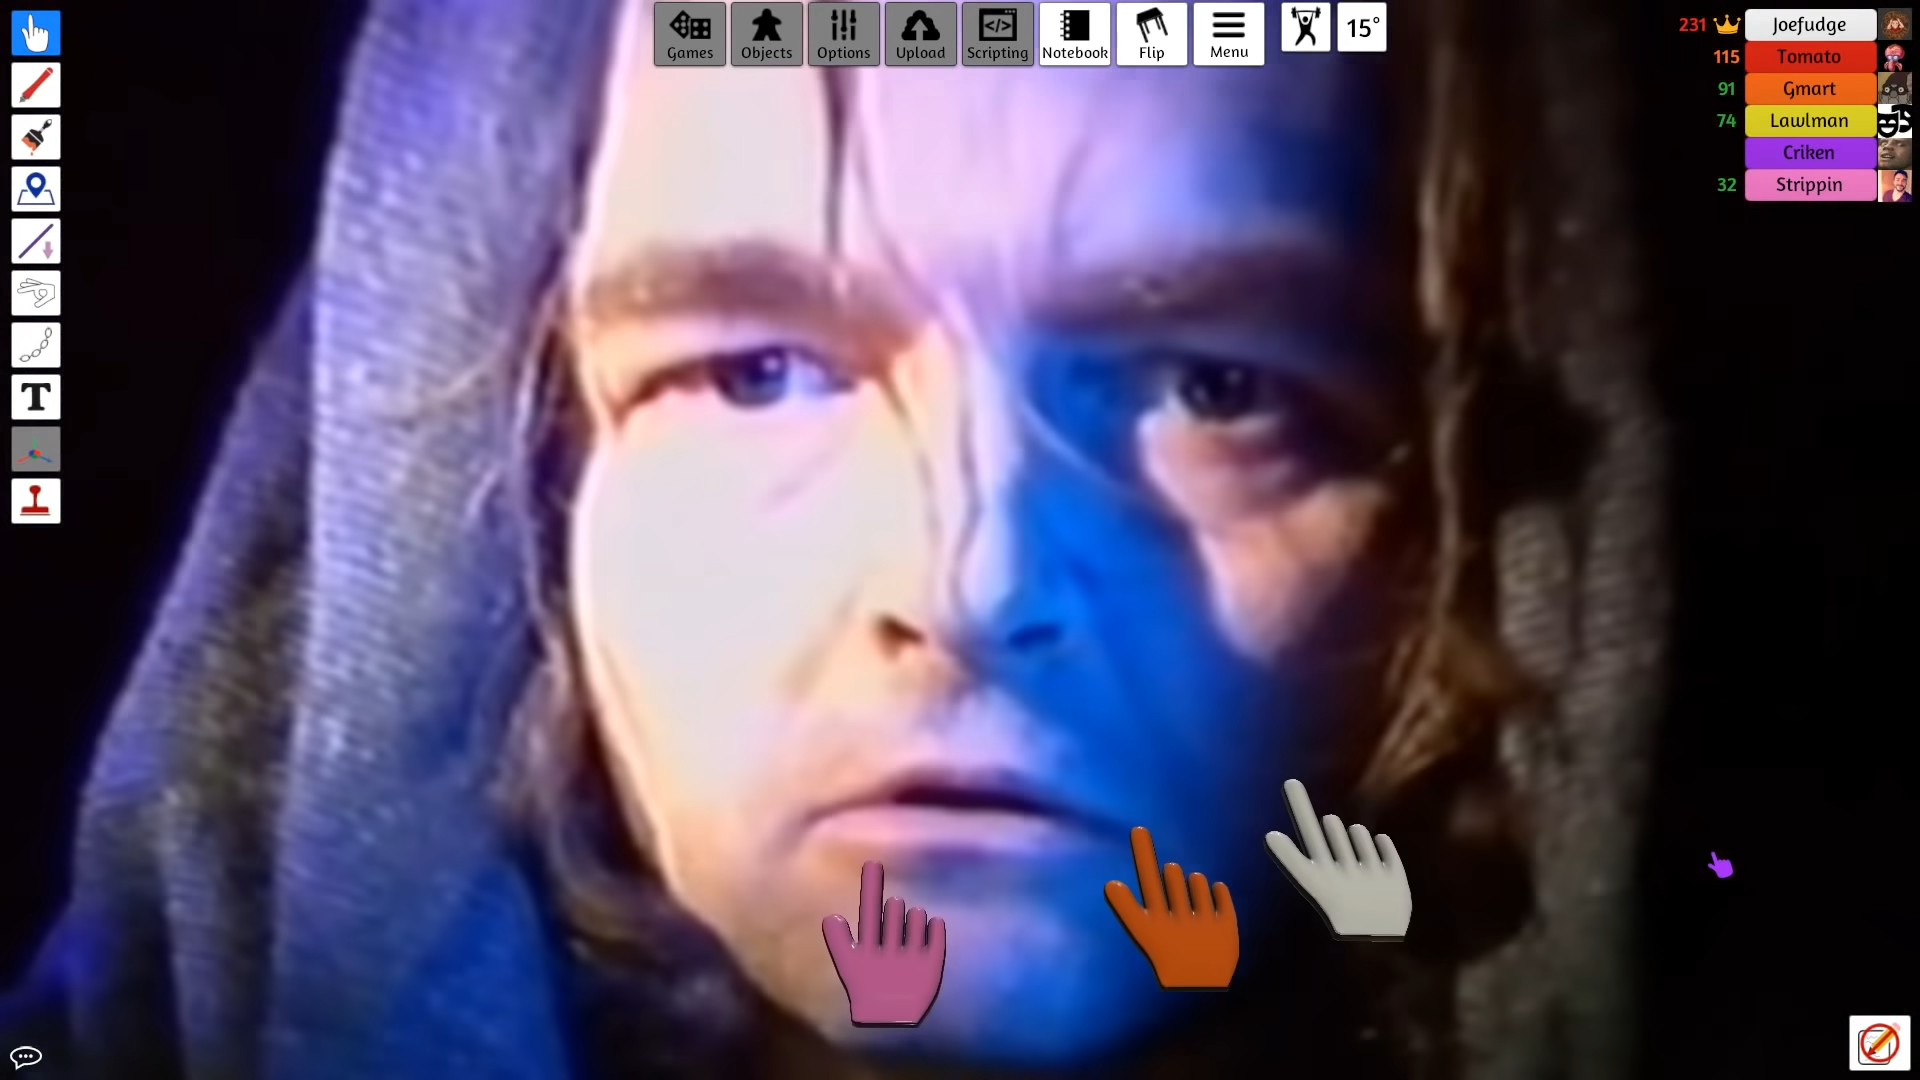 Games Objects Options Upload Scripting Notebook Flip Menu 15°
231 Joefudge
115 Tomato
91 Gmart
74 Lawlman
Criken
32 Strippin
T